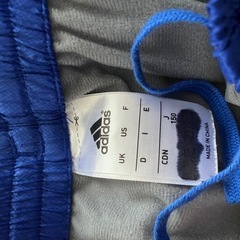 adidas
UK US F
D I E
CDN J 150
MADE IN CHINA